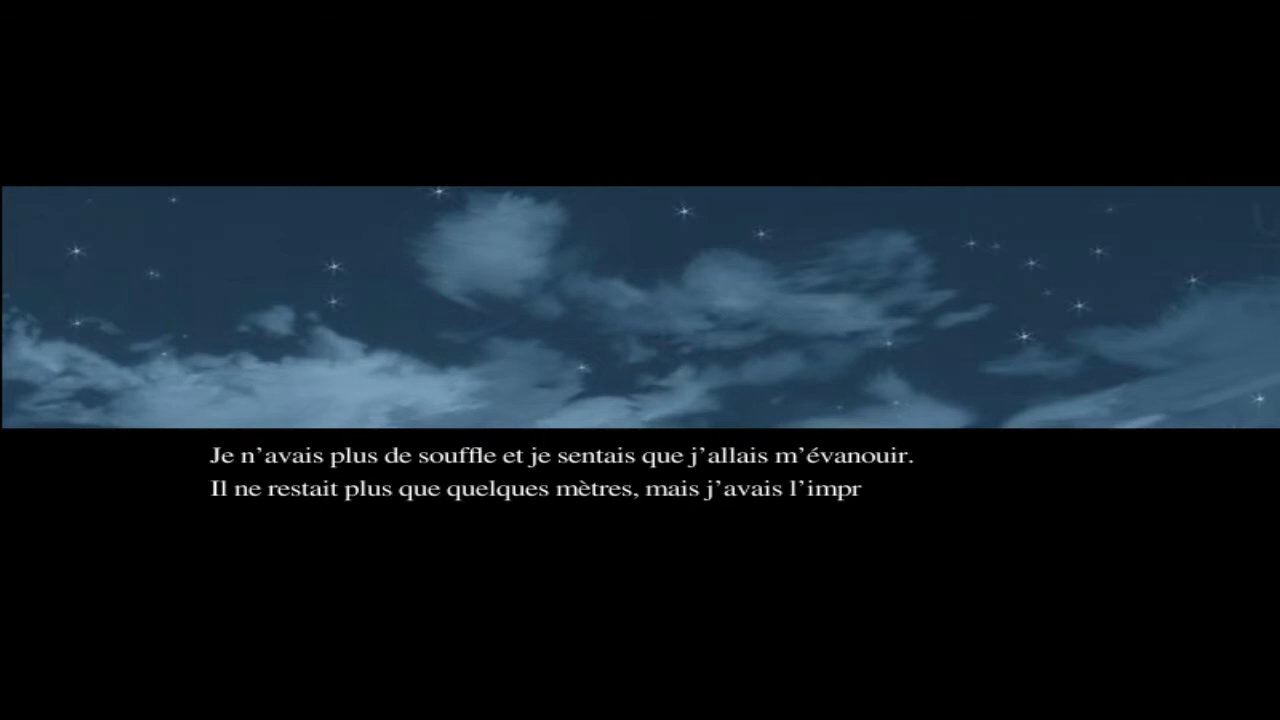 Je n’avais plus de souffle et je sentais que j’allais m’évanouir.
Il ne restait plus que quelques mètres, mais j’avais l’impr